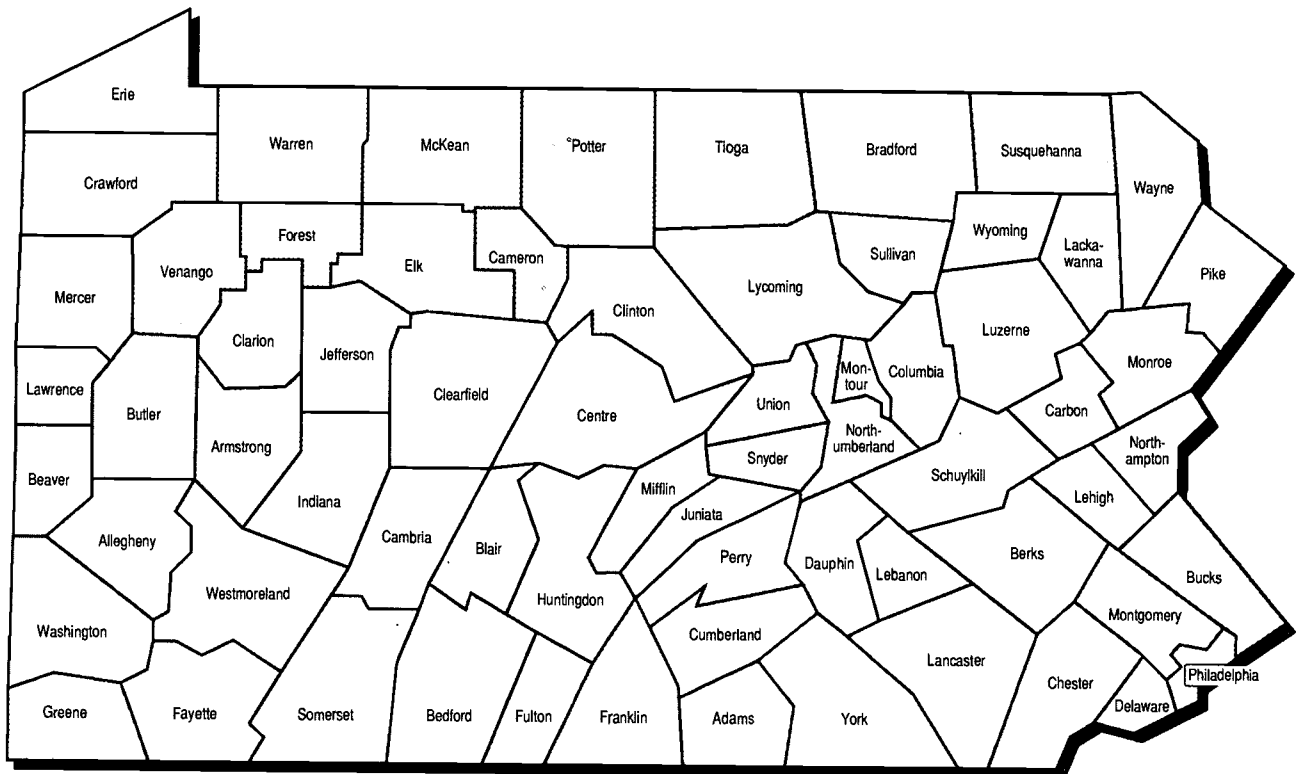 Erie
Warren
McKean
°Potter
Tioga
Bradford
Susquehanna
Crawford
Wayne
Forest
Elk
Cameron
Sullivan
Wyoming
Lacka-
wanna
Venango
Pike
Mercer
Lycoming
Clinton
Luzerne
Clarion
Jefferson
Monroe
Lawrence
Butler
Clearfield
Centre
Union
Mon-
tour
Columbia
Carbon
Armstrong
North-
umberland
North-
ampton
Beaver
Snyder
Schuylkill
Indiana
Mifflin
Lehigh
Juniata
Allegheny
Cambria
Blair
Perry
Dauphin
Lebanon
Berks
Bucks
Westmoreland
Huntingdon
Montgomery
Washington
Cumberland
Lancaster
Chester
Philadelphia
Greene
Fayette
Somerset
Bedford
Fulton
Franklin
Adams
York
Delaware